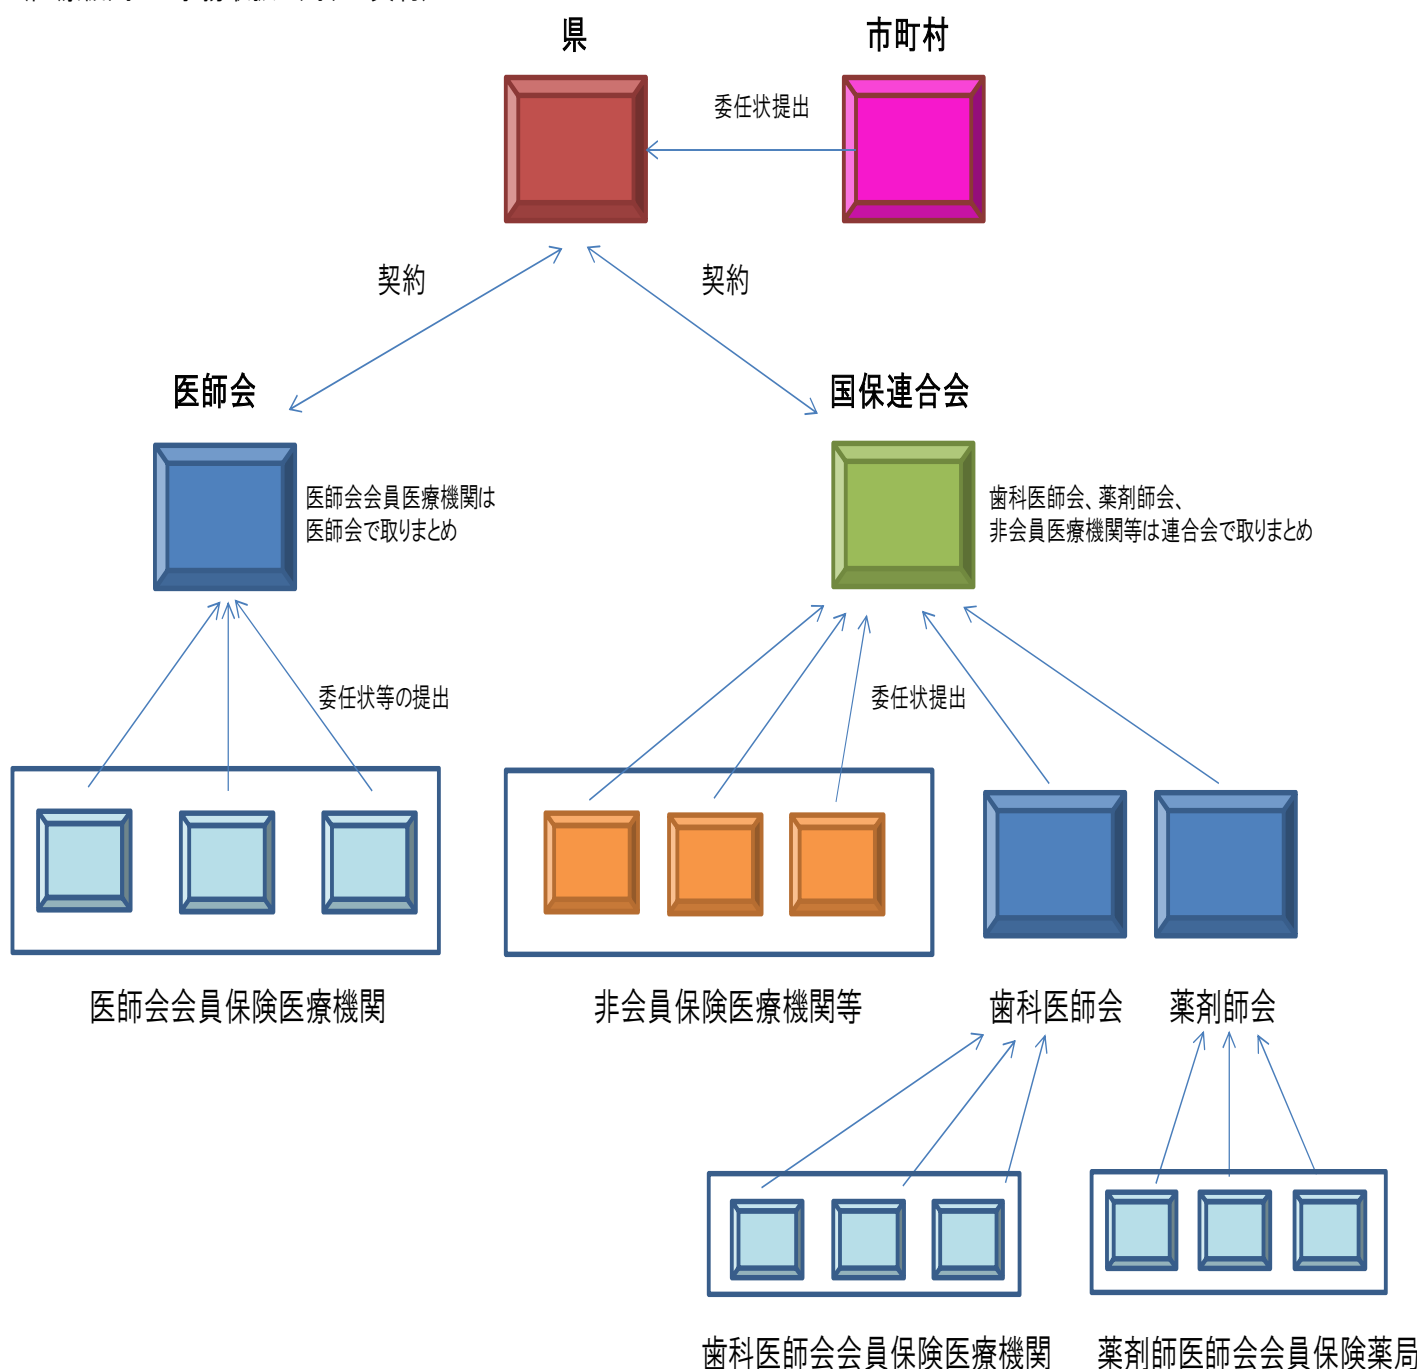 県
市町村
委任状提出
契約
契約
医師会
国保連合会
医師会会員医療機関は
医師会で取りまとめ
歯科医師会、薬剤師会、
非会員医療機関等は連合会で取りまとめ
委任状等の提出
委任状提出
医師会会員保険医療機関
非会員保険医療機関等
歯科医師会
薬剤師会
歯科医師会会員保険医療機関
薬剤師医師会会員保険薬局